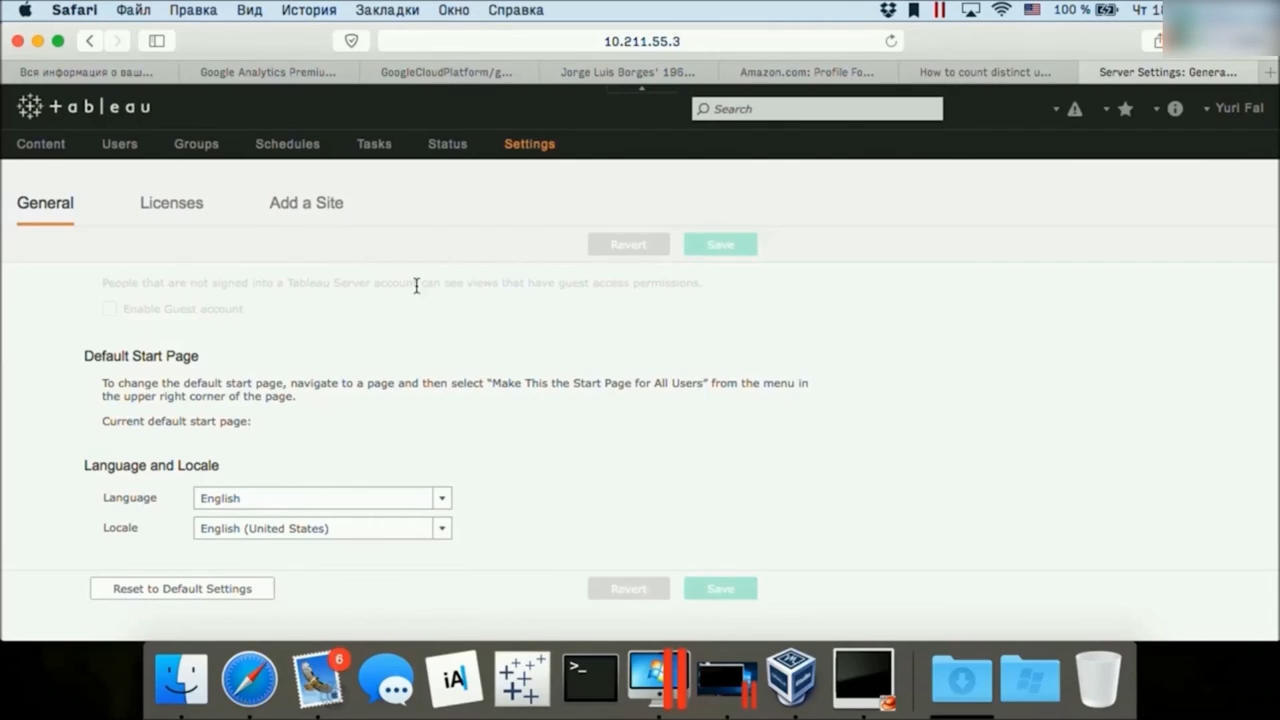 Safari Файл Правка Вид История Закладки Окно Справка 100 % Чт
10.211.55.3
Вся информация о ваш... Google Analytics Premiu... GoogleCloudPlatform/g... Jorge Luis Borges' 196... Amazon.com: Profile Fo... How to count distinct u... Server Settings: Genera...
+ a b | e a u
Search
Yuri Fal
Content Users Groups Schedules Tasks Status Settings
General Licenses Add a Site
Revert Save
People that are not signed into a Tableau Server account can see views that have guest access permissions.
Enable Guest account
Default Start Page
To change the default start page, navigate to a page and then select “Make This the Start Page for All Users” from the menu in
the upper right corner of the page.
Current default start page:
Language and Locale
Language English
Locale English (United States)
Reset to Default Settings Revert Save
6
iA
>_